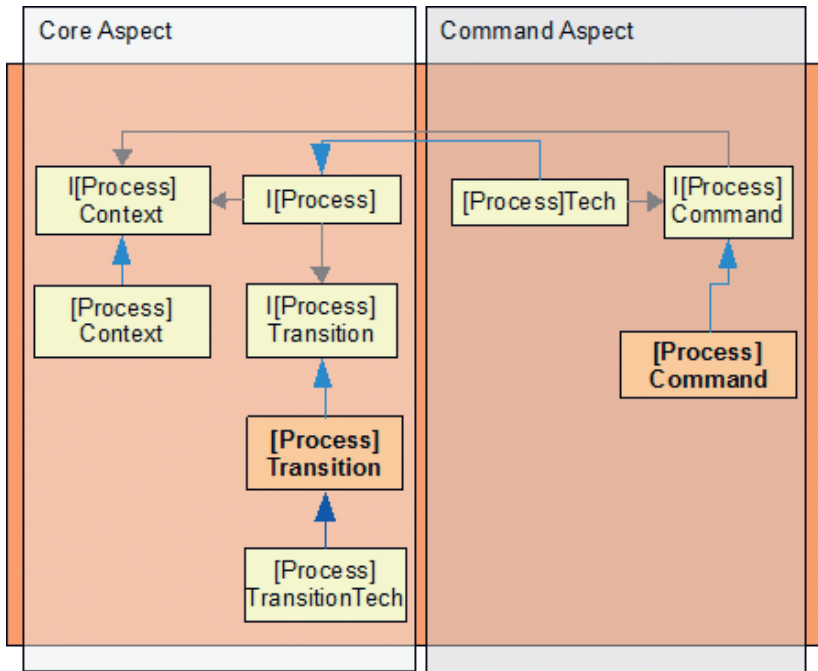 Core Aspect
Command Aspect
I[Process]
Context
I[Process]
[Process]Tech
I[Process]
Command
[Process]
Context
I[Process]
Transition
[Process]
Command
[Process]
Transition
[Process]
TransitionTech